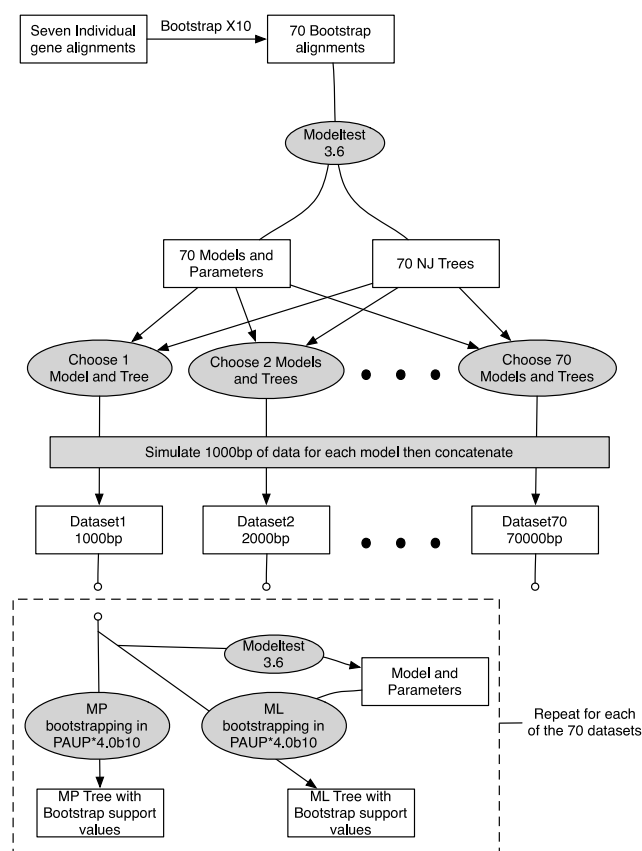 Seven Individual
gene alignments
Bootstrap X10
70 Bootstrap
alignments
Modeltest
3.6
70 Models and
Parameters
70 NJ Trees
Choose 1
Model and Tree
Choose 2 Models
and Trees
Choose 70
Models and Trees
Simulate 1000bp of data for each model then concatenate
Dataset1
1000bp
Dataset2
2000bp
Dataset70
70000bp
Modeltest
3.6
Model and
Parameters
MP
bootstrapping in
PAUP*4.0b10
ML
bootstrapping in
PAUP*4.0b10
Repeat for each
of the 70 datasets
MP Tree with
Bootstrap support
values
ML Tree with
Bootstrap support
values